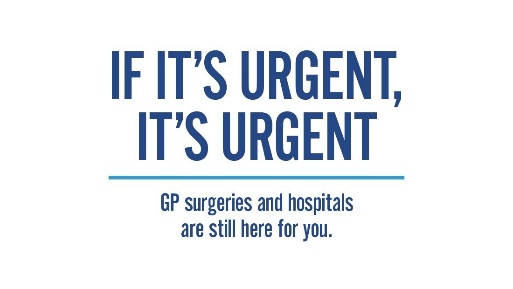 IF IT'S URGENT,
IT'S URGENT
GP surgeries and hospitals
are still here for you.